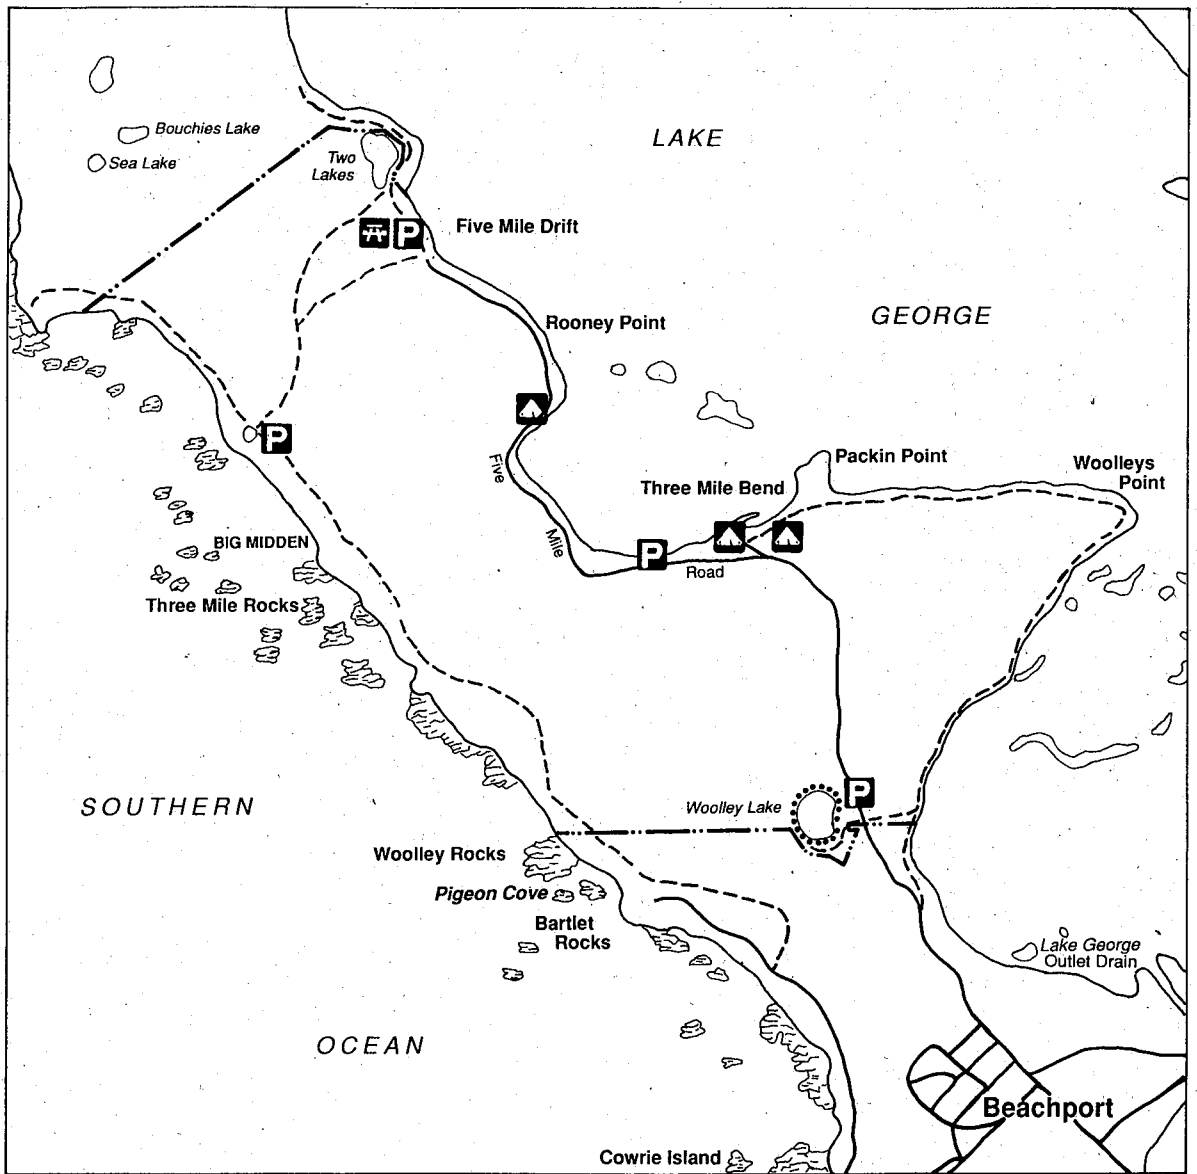 LAKE
Bouchies Lake
Sea Lake
Two
Lakes
P
Five Mile Drift
GEORGE
Rooney Point
P
Five
Mile
Packin Point
Woolleys
Point
Three Mile Bend
BIG MIDDEN
P
Road
Three Mile Rocks
SOUTHERN
Woolley Lake
P
Woolley Rocks
Pigeon Cove
Bartlet
Rocks
Lake George
Outlet Drain
OCEAN
Beachport
Cowrie Island